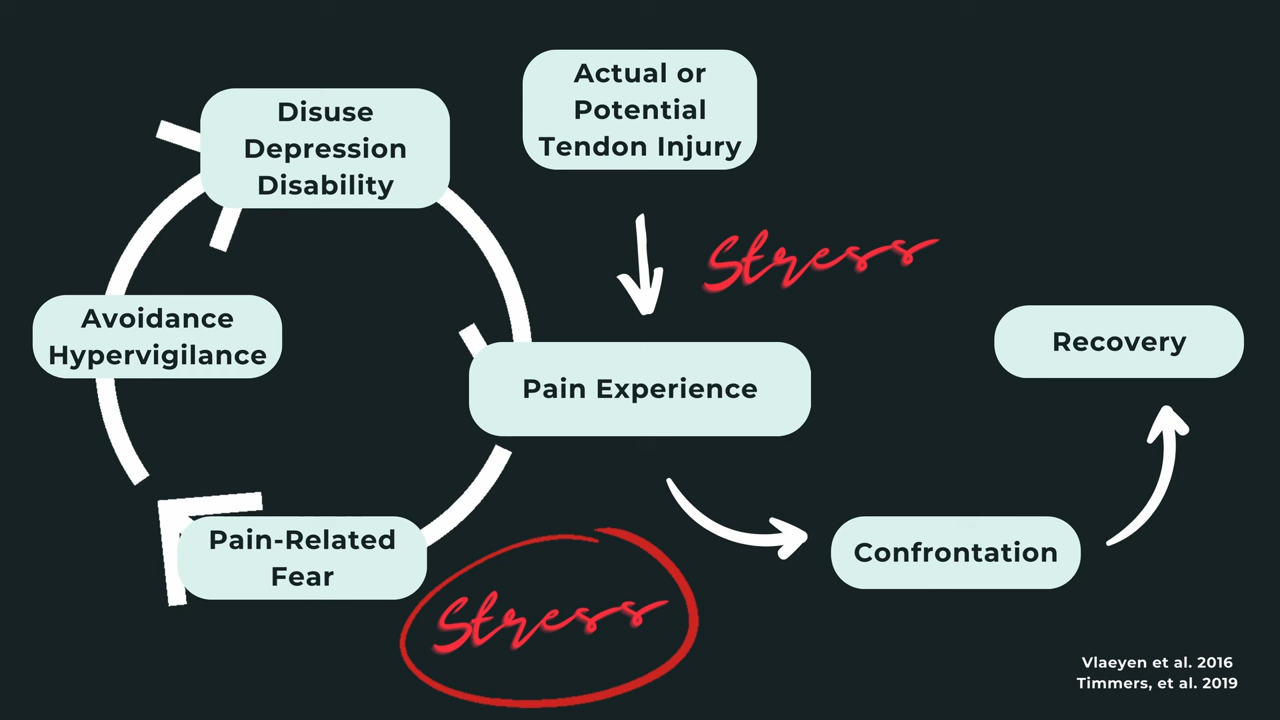 Actual or
Potential
Tendon Injury
Disuse
Depression
Disability
Stress
Avoidance
Hypervigilance
Recovery
Pain Experience
Pain-Related
Fear
Confrontation
Stress
Vlaeyen et al. 2016
Timmers, et al. 2019